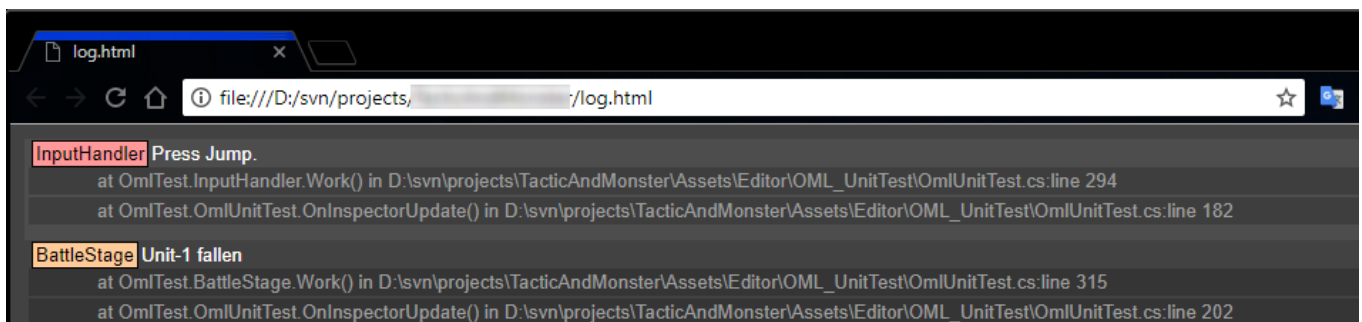 log.html
file:///D:/svn/projects/ /log.html
InputHandler Press Jump.
at OmlTest.InputHandler.Work() in D:\svn\projects\TacticAndMonster\Assets\Editor\OML_UnitTest\OmlUnitTest.cs:line 294
at OmlTest.OmlUnitTest.OnInspectorUpdate() in D:\svn\projects\TacticAndMonster\Assets\Editor\OML_UnitTest\OmlUnitTest.cs:line 182
BattleStage Unit-1 fallen
at OmlTest.BattleStage.Work() in D:\svn\projects\TacticAndMonster\Assets\Editor\OML_UnitTest\OmlUnitTest.cs:line 315
at OmlTest.OmlUnitTest.OnInspectorUpdate() in D:\svn\projects\TacticAndMonster\Assets\Editor\OML_UnitTest\OmlUnitTest.cs:line 202